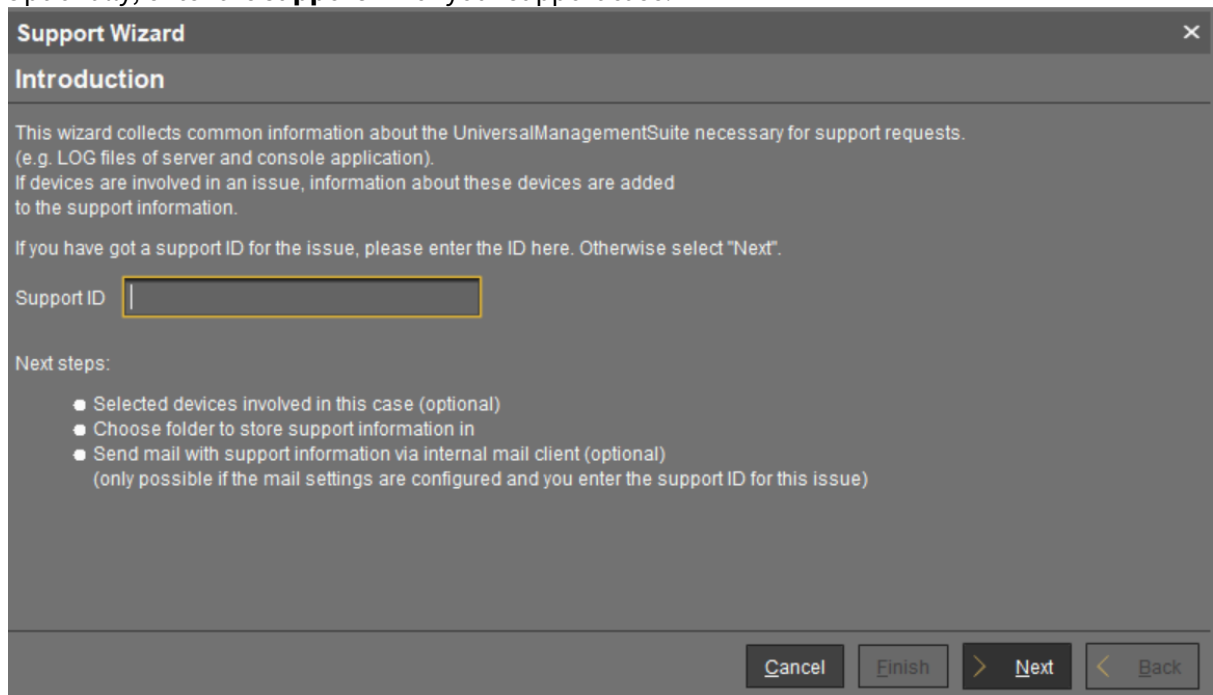 Support Wizard
Introduction
This wizard collects common information about the UniversalManagementSuite necessary for support requests.
(e.g. LOG files of server and console application).
If devices are involved in an issue, information about these devices are added
to the support information.
If you have got a support ID for the issue, please enter the ID here. Otherwise select "Next".
Support ID
Next steps:
Selected devices involved in this case (optional)
Choose folder to store support information in
Send mail with support information via internal mail client (optional)
(only possible if the mail settings are configured and you enter the support ID for this issue)
Cancel Finish Next Back